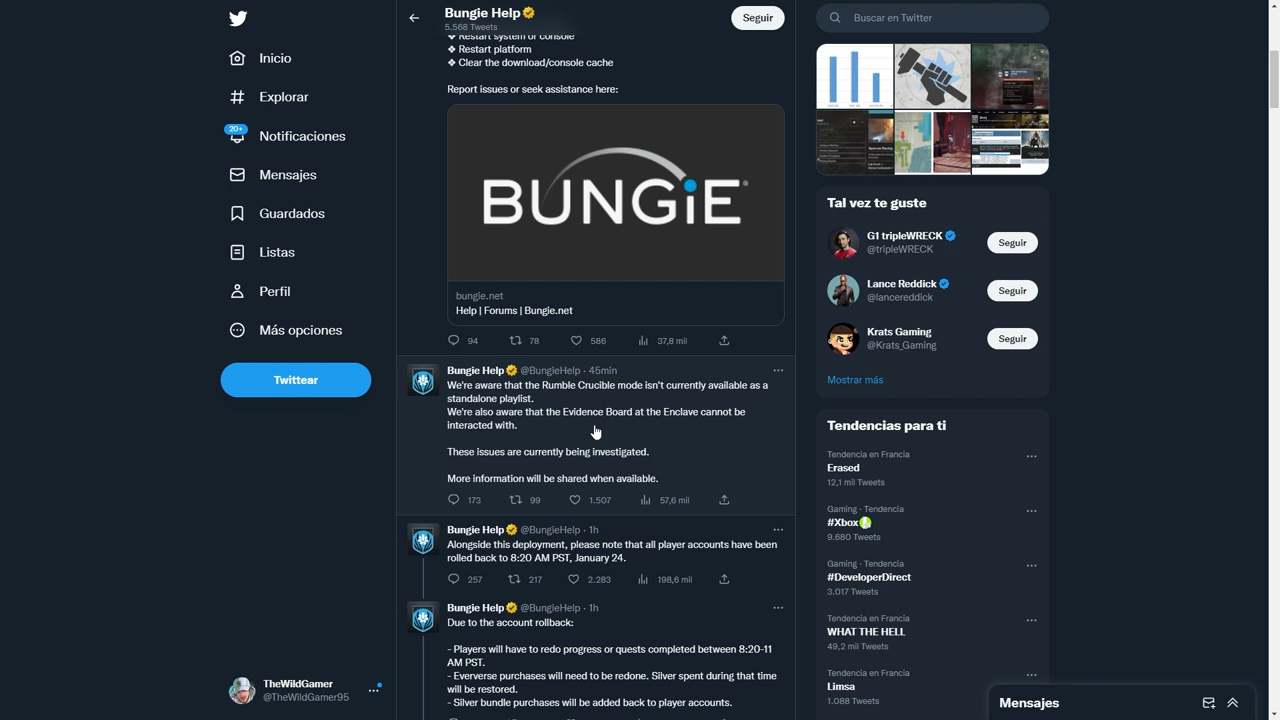 Inicio
Explorar
20+
Notificaciones
Mensajes
Guardados
Listas
Perfil
Más opciones
Twittear
TheWildGamer
@TheWildGamer95
Bungie Help
5.568 Tweets
Seguir
❖ Restart system or console
❖ Restart platform
❖ Clear the download/console cache
Report errors or seek assistance here:
BUNGiE®
bungie.net
Help | Forums | Bungie.net
94 78 586 37,8 mil
Bungie Help @BungieHelp · 45min
We're aware that the Rumble Crucible mode isn't currently available as a
standalone playlist.
We're also aware that the Evidence Board at the Enclave cannot be
interacted with.
These issues are currently being investigated.
More information will be shared when available.
173 99 1.507 57,6 mil
Bungie Help @BungieHelp · 1h
Alongside this deployment, please note that all player accounts have been
rolled back to 8:20 AM PST, January 24.
257 217 2.283 198,6 mil
Bungie Help @BungieHelp · 1h
Due to the account rollback:
- Players will have to redo progress or quests completed between 8:20-11
AM PST.
- Eververse purchases will need to be redone. Silver spent during that time
will be restored.
- Silver bundle purchases will be added back to player accounts.
Buscar en Twitter
Tal vez te guste
G1 tripleWRECK
@tripleWRECK
Seguir
Lance Reddick
@lancereddick
Seguir
Krats Gaming
@Krats_Gaming
Seguir
Mostrar más
Tendencias para ti
Tendencia en Francia
Erased
12,1 mil Tweets
Gaming · Tendencia
#Xbox
9.680 Tweets
Gaming · Tendencia
#DeveloperDirect
3.017 Tweets
Tendencia en Francia
WHAT THE HELL
49,2 mil Tweets
Tendencia en Francia
Limsa
1.088 Tweets
Mensajes